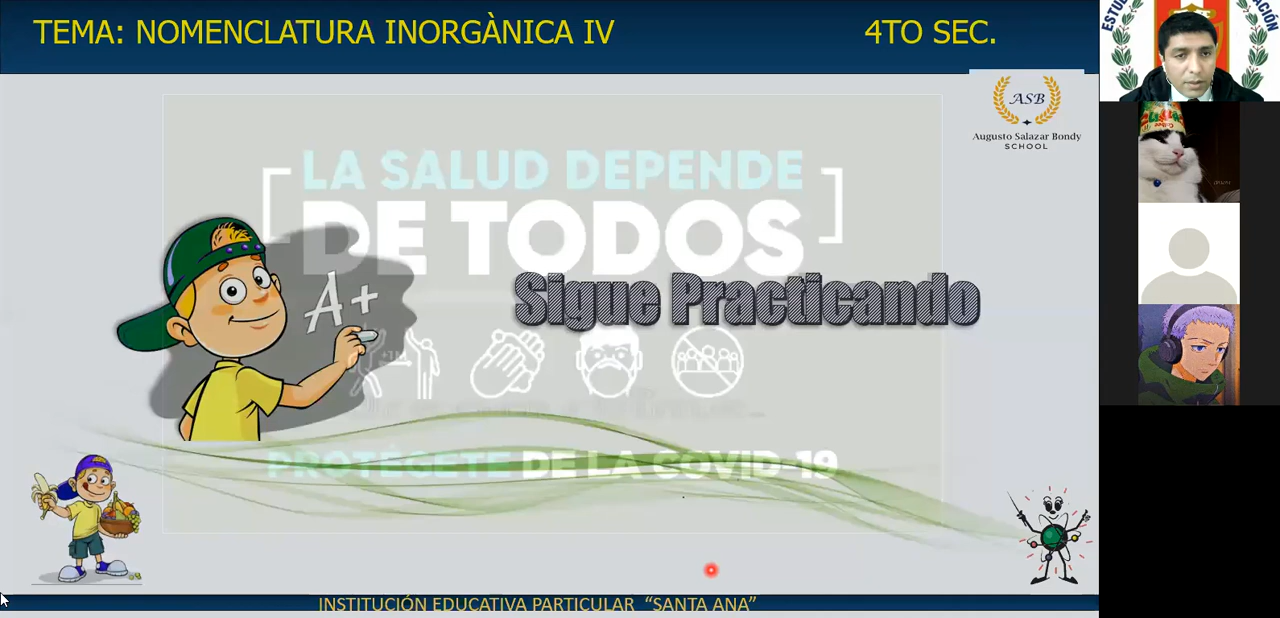 TEMA: NOMENCLATURA INORGÀNICA IV
4TO SEC.
ASB
Augusto Salazar Bondy
SCHOOL
LA SALUD DEPENDE
DE TODOS
Sigue Practicando
A+
PROTÉGETE DE LA COVID-19
INSTITUCIÓN EDUCATIVA PARTICULAR “SANTA ANA”